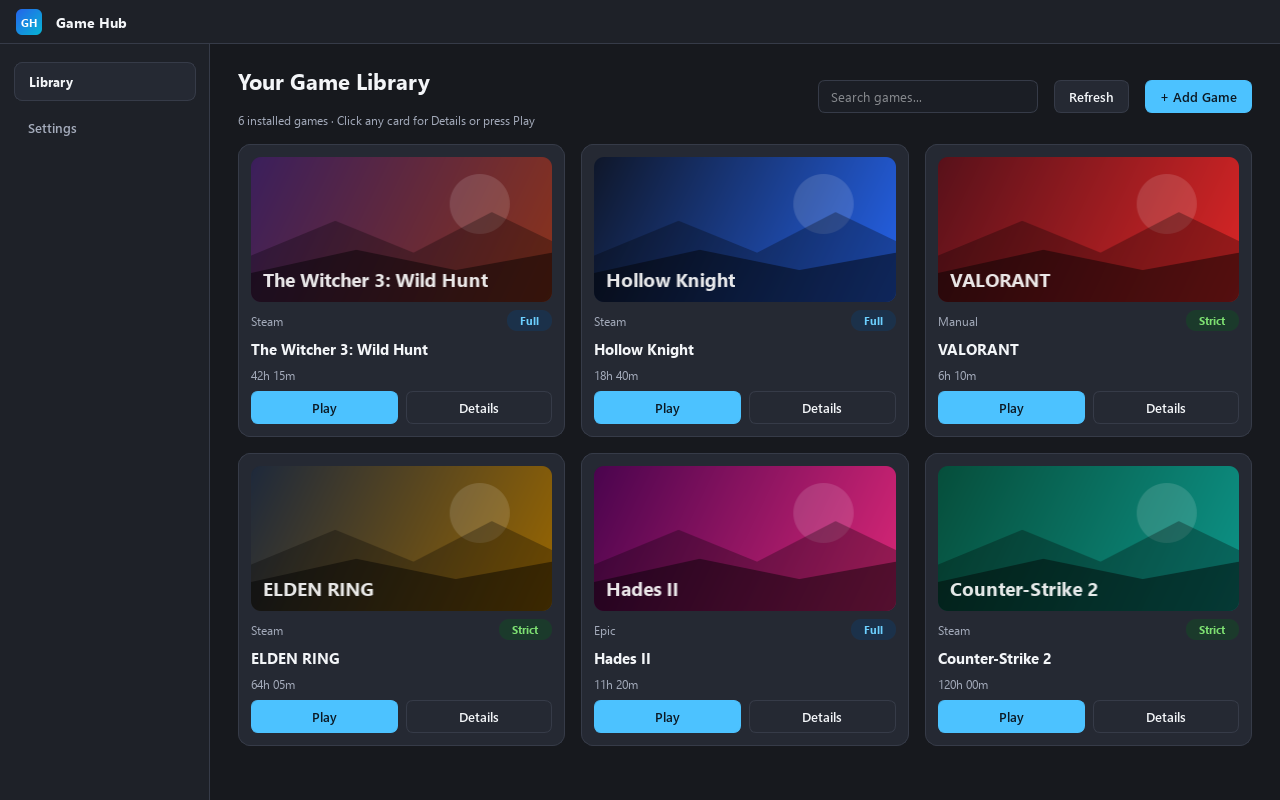 GH Game Hub
Library
Settings
Your Game Library
6 installed games · Click any card for Details or press Play
Search games...
Refresh
+ Add Game
The Witcher 3: Wild Hunt
Steam Full
The Witcher 3: Wild Hunt
42h 15m
Play Details
Hollow Knight
Steam Full
Hollow Knight
18h 40m
Play Details
VALORANT
Manual Strict
VALORANT
6h 10m
Play Details
ELDEN RING
Steam Strict
ELDEN RING
64h 05m
Play Details
Hades II
Epic Full
Hades II
11h 20m
Play Details
Counter-Strike 2
Steam Strict
Counter-Strike 2
120h 00m
Play Details